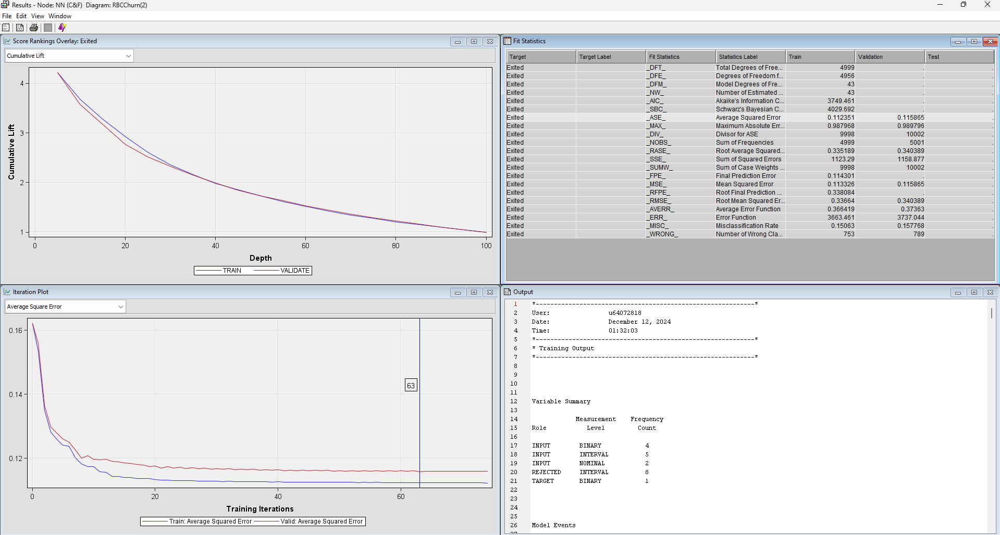 Results - Node: NN (C&F)  Diagram: RBCChurn(2)
File  Edit  View  Window
Score Rankings Overlay: Exited
Cumulative Lift
Cumulative Lift
4
3
2
1
0  20  40  60  80  100
Depth
TRAIN  VALIDATE
Fit Statistics
Target  Target Label  Fit Statistics  Statistics Label  Train  Validation  Test
Exited  _DFT_  Total Degrees of Free...  4999  .  .
Exited  _DFE_  Degrees of Freedom f...  4956  .  .
Exited  _DFM_  Model Degrees of Fre...  43  .  .
Exited  _NW_  Number of Estimated ...  43  .  .
Exited  _AIC_  Akaike's Information C...  3749.461  .  .
Exited  _SBC_  Schwarz's Bayesian C...  4029.692  .  .
Exited  _ASE_  Average Squared Error  0.112351  0.115865  .
Exited  _MAX_  Maximum Absolute Err...  0.987968  0.989796  .
Exited  _DIV_  Divisor for ASE  9998  10002  .
Exited  _NOBS_  Sum of Frequencies  4999  5001  .
Exited  _RASE_  Root Average Squared...  0.335189  0.340389  .
Exited  _SSE_  Sum of Squared Errors  1123.29  1158.877  .
Exited  _SUMW_  Sum of Case Weights ...  9998  10002  .
Exited  _FPE_  Final Prediction Error  0.114301  .  .
Exited  _MSE_  Mean Squared Error  0.113326  0.115865  .
Exited  _RFPE_  Root Final Prediction ...  0.338084  .  .
Exited  _RMSE_  Root Mean Squared Er...  0.33664  0.340389  .
Exited  _AVERR_  Average Error Function  0.366419  0.37363  .
Exited  _ERR_  Error Function  3663.461  3737.044  .
Exited  _MISC_  Misclassification Rate  0.15063  0.157768  .
Exited  _WRONG_  Number of Wrong Cla...  753  789  .
Iteration Plot
Average Square Error
0.16
0.14
0.12
63
0  20  40  60
Training Iterations
Train: Average Squared Error  Valid: Average Squared Error
Output
1  *------------------------------------------------------------*
2  User:  u64072818
3  Date:  December 12, 2024
4  Time:  01:32:03
5  *------------------------------------------------------------*
6  * Training Output
7  *------------------------------------------------------------*
8
9
10
11
12  Variable Summary
13
14  Measurement  Frequency
15  Role  Level  Count
16
17  INPUT  BINARY  4
18  INPUT  INTERVAL  5
19  INPUT  NOMINAL  2
20  REJECTED  INTERVAL  8
21  TARGET  BINARY  1
22
23
24
25
26  Model Events
27